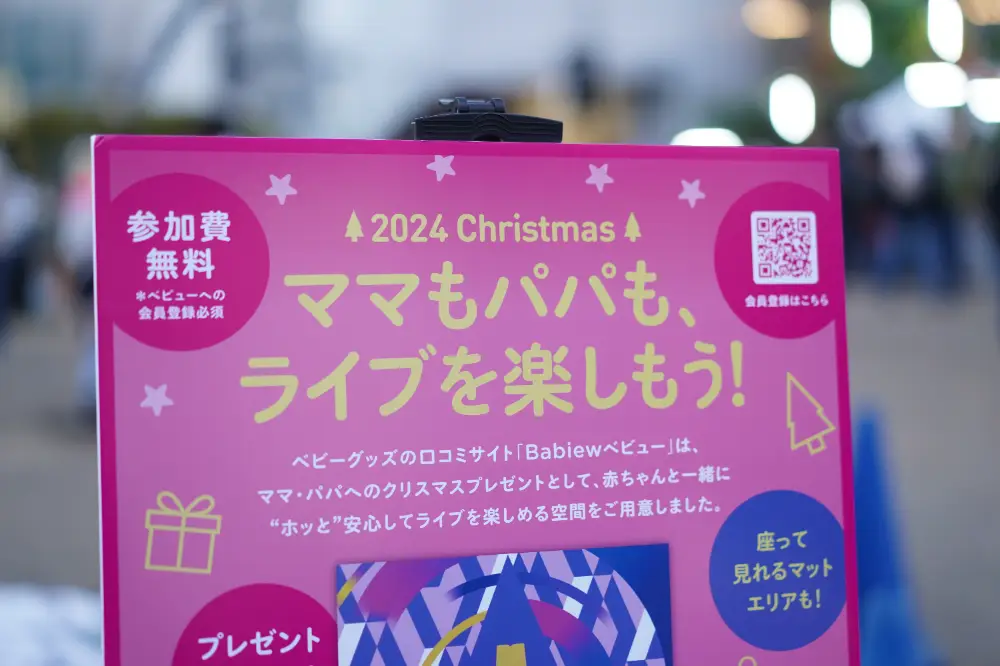 参加費
無料
*ベビューへの
会員登録必須
2024 Christmas
ママもパパも、
ライブを楽しもう!
会員登録はこちら
ベビーグッズの口コミサイト「Babiewベビュー」は、
ママ・パパへのクリスマスプレゼントとして、赤ちゃんと一緒に
“ホッと”安心してライブを楽しめる空間をご用意しました。
座って
見れるマット
エリアも!
プレゼント